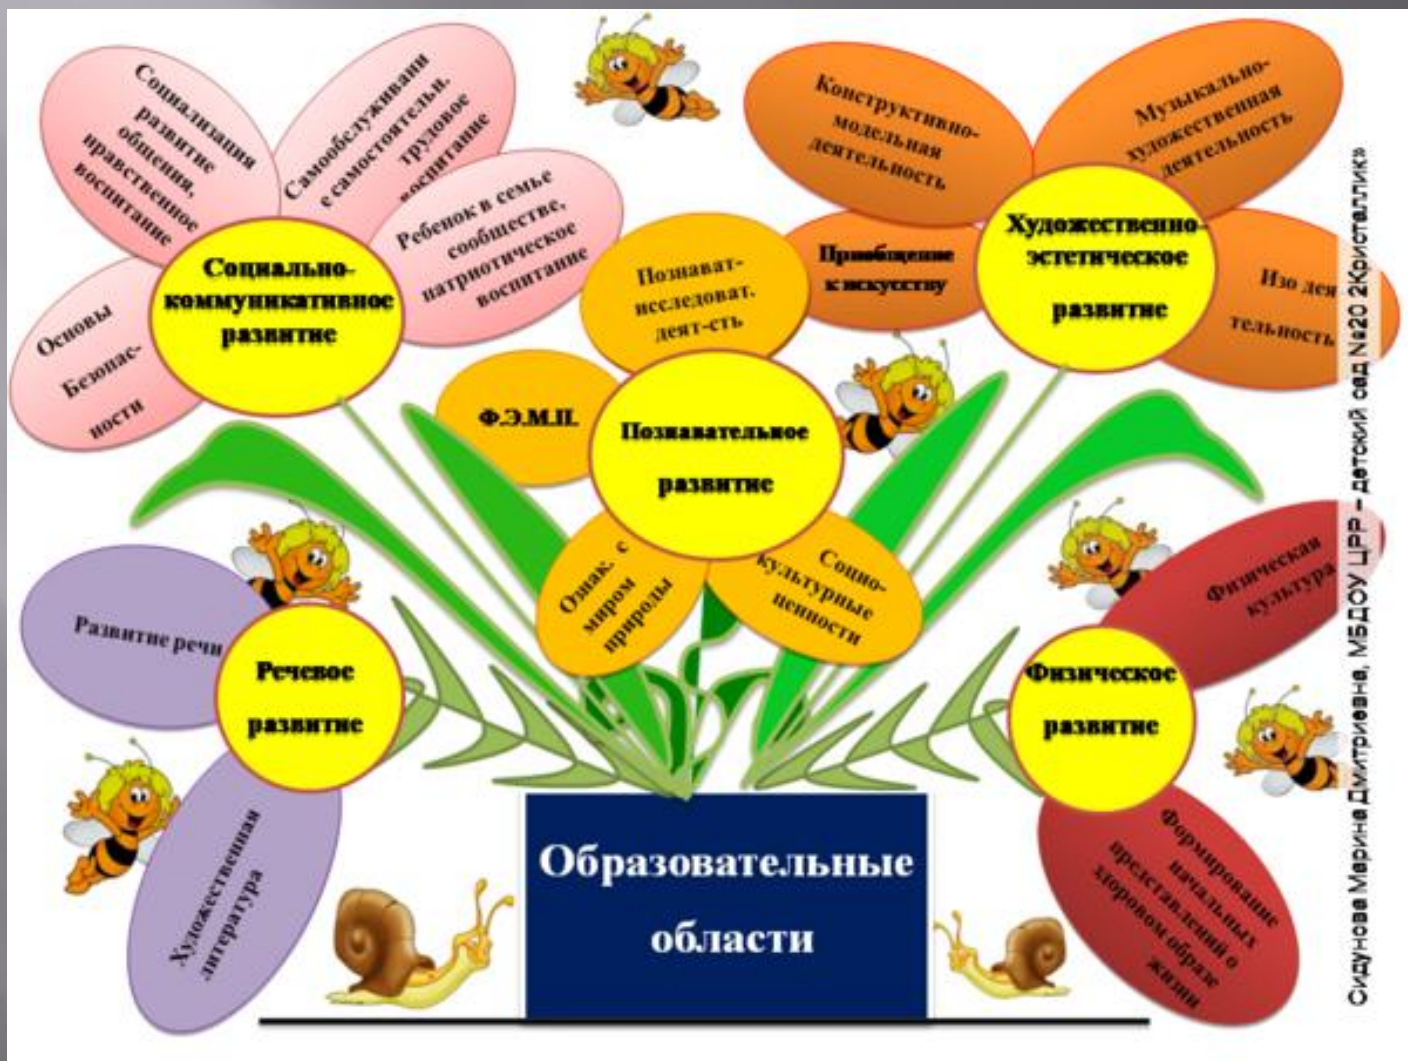 Социализация
развитие
общения,
нравственное
воспитание
Самообслуживани
е самостоятельн.
трудовое
воспитание
Ребенок в семье
сообществе,
патриотическое
воспитание
Основы
Безопас-
ности
Социально-
коммуникативное
развитие
Конструктивно-
модельная
деятельность
Музыкально-
художественная
деятельность
Приобщение
к искусству
Изо дея
тельность
Художественно-
эстетическое
развитие
Познават-
исследоват.
деят-сть
Ф.Э.М.П.
Ознак. с
миром
природы
Социо-
культурные
ценности
Познавательное
развитие
Развитие речи
Художественная
литература
Речевое
развитие
Физическая
культура
Формирование
начальных
представлений о
здоровом образе
жизни
Физическое
развитие
Образовательные
области
Сидунова Марина Дмитриевна, МБДОУ ЦРР – детский сад №20 2Кристаллик»